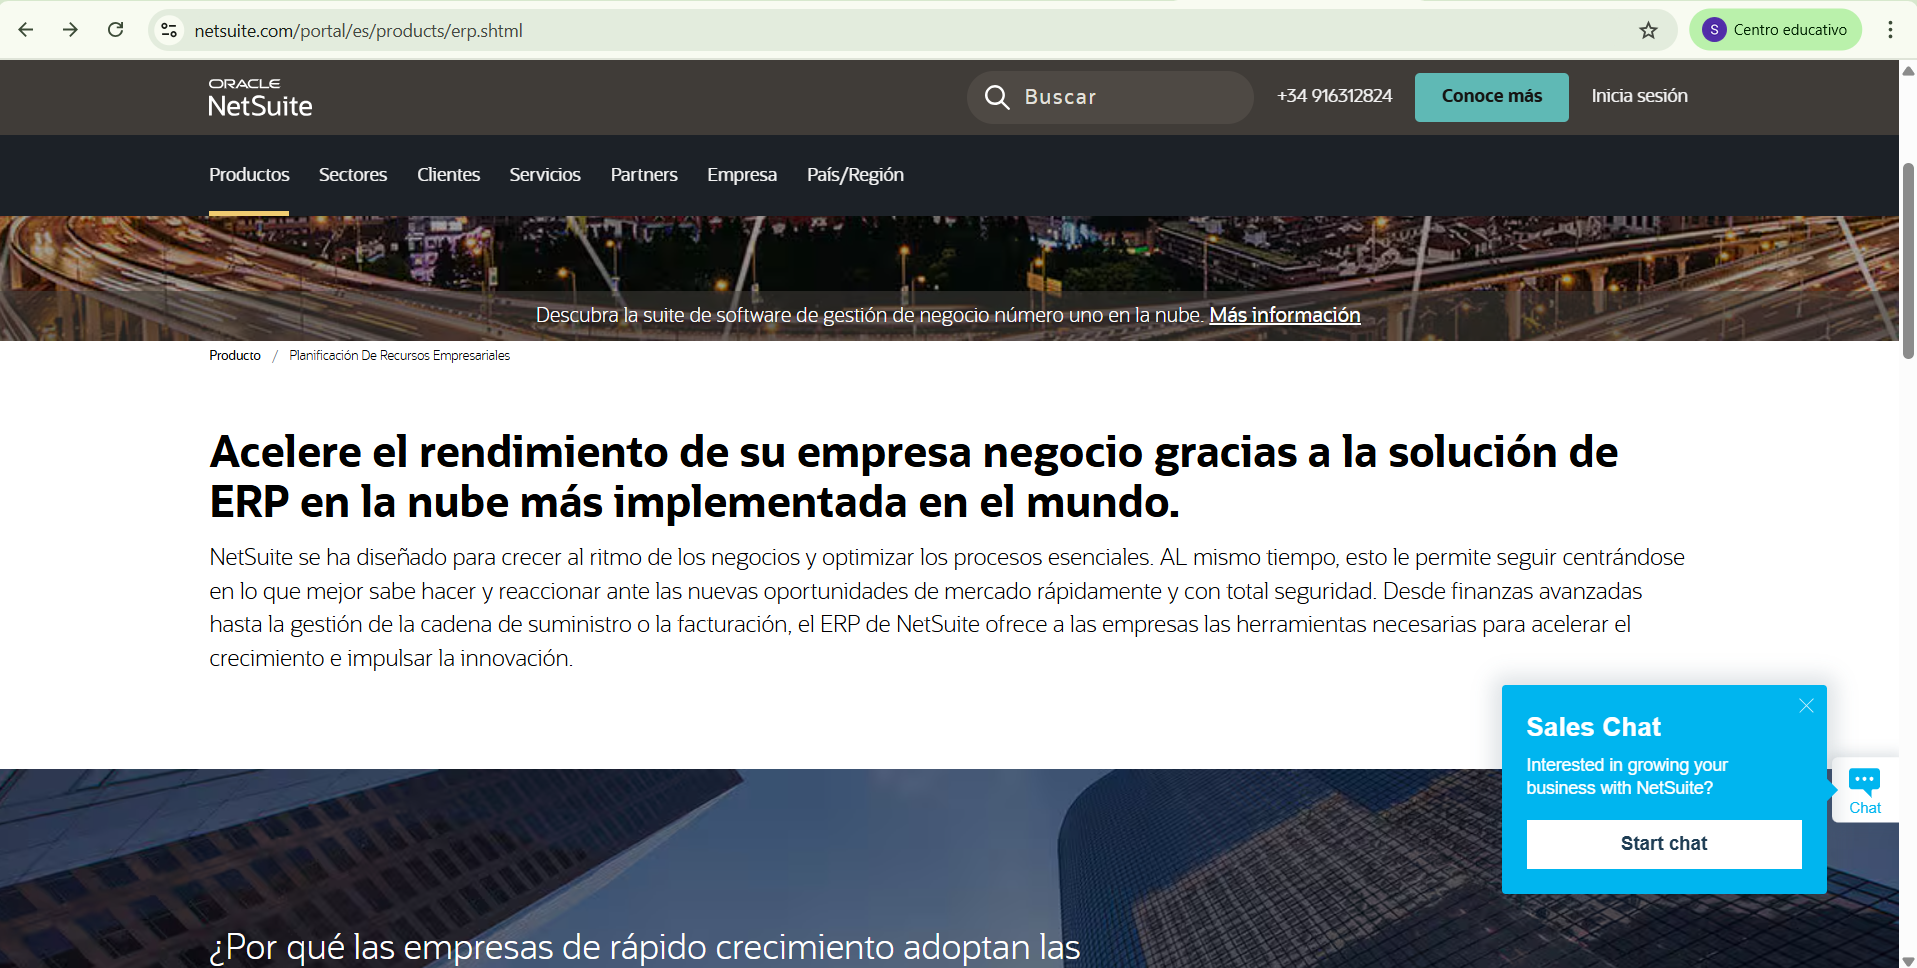 netsuite.com/portal/es/products/erp.shtml
S Centro educativo
ORACLE
NetSuite
Buscar
+34 916312824
Conoce más
Inicia sesión
Productos Sectores Clientes Servicios Partners Empresa País/Región
Descubra la suite de software de gestión de negocio número uno en la nube. Más información
Producto / Planificación De Recursos Empresariales
Acelere el rendimiento de su empresa negocio gracias a la solución de
ERP en la nube más implementada en el mundo.
NetSuite se ha diseñado para crecer al ritmo de los negocios y optimizar los procesos esenciales. AL mismo tiempo, esto le permite seguir centrándose
en lo que mejor sabe hacer y reaccionar ante las nuevas oportunidades de mercado rápidamente y con total seguridad. Desde finanzas avanzadas
hasta la gestión de la cadena de suministro o la facturación, el ERP de NetSuite ofrece a las empresas las herramientas necesarias para acelerar el
crecimiento e impulsar la innovación.
Sales Chat
Interested in growing your
business with NetSuite?
Start chat
Chat
¿Por qué las empresas de rápido crecimiento adoptan las